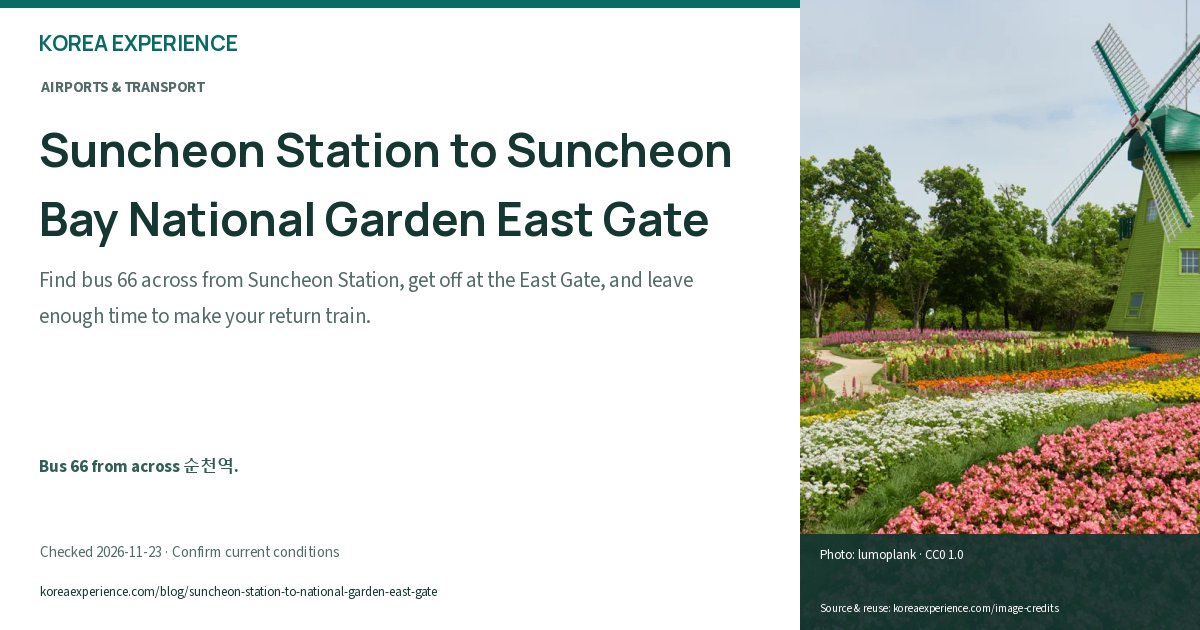 KOREA EXPERIENCE
AIRPORTS & TRANSPORT
Suncheon Station to Suncheon
Bay National Garden East Gate
Find bus 66 across from Suncheon Station, get off at the East Gate, and leave
enough time to make your return train.
Bus 66 from across 순천역.
Checked 2026-11-23 · Confirm current conditions
koreaexperience.com/blog/suncheon-station-to-national-garden-east-gate
Photo: lumoplank · CC0 1.0
Source & reuse: koreaexperience.com/image-credits